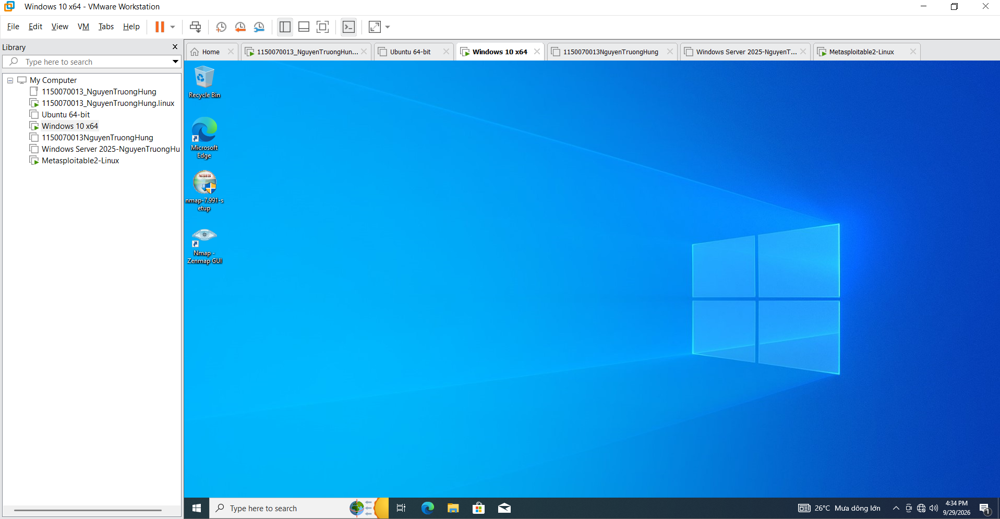 Windows 10 x64 - VMware Workstation
File Edit View VM Tabs Help
Library
Type here to search
My Computer
1150070013_NguyenTruongHung
1150070013_NguyenTruongHung.linux
Ubuntu 64-bit
Windows 10 x64
1150070013NguyenTruongHung
Windows Server 2025-NguyenTruongHu
Metasploitable2-Linux
Home
1150070013_NguyenTruongHun...
Ubuntu 64-bit
Windows 10 x64
1150070013NguyenTruongHung
Windows Server 2025-NguyenT...
Metasploitable2-Linux
Recycle Bin
Microsoft
Edge
NSIS
nmap-7.991-s
etup
Nmap -
Zenmap GUI
Type here to search
26°C Mưa dông lớn
4:34 PM
9/29/2026
1